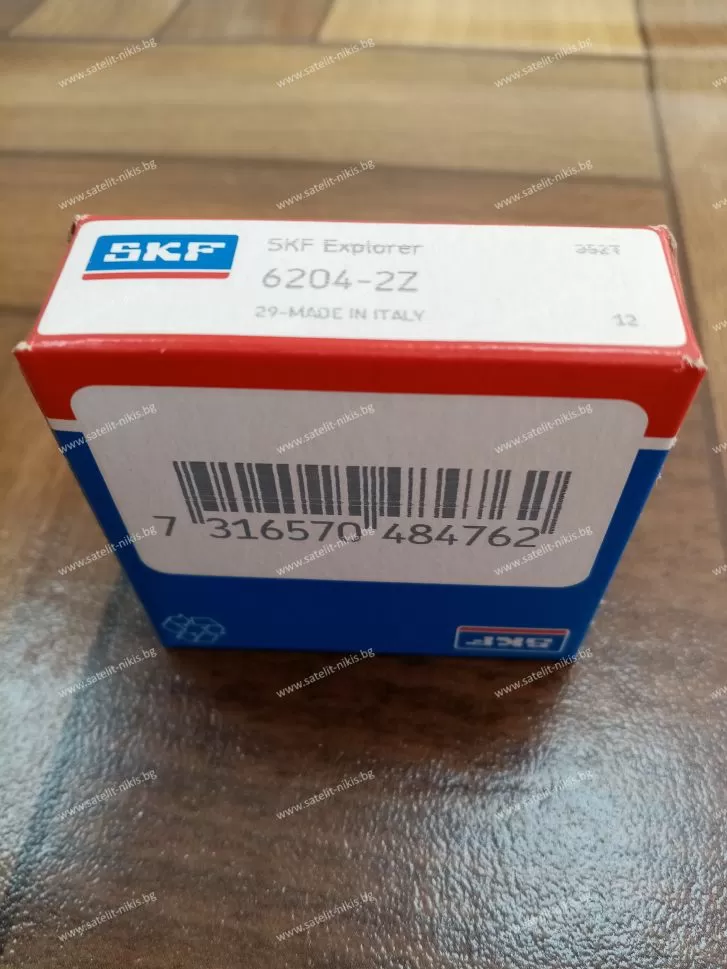 SKF
SKF Explorer
3527
6204-2Z
29-MADE IN ITALY
12
7 316570 484762
SKF
www.satelit-nikis.bg